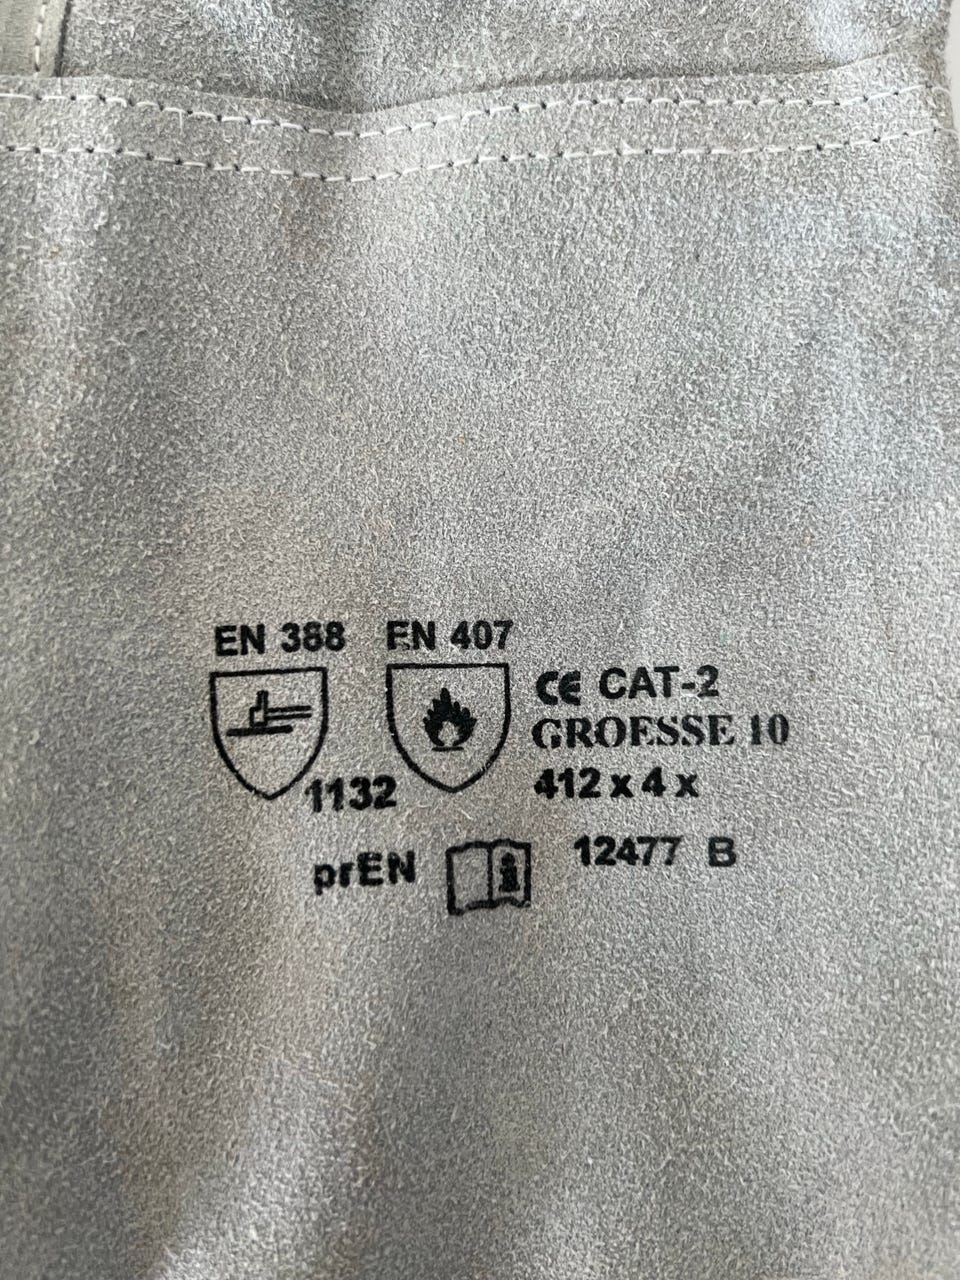 EN 388 EN 407
CE CAT-2
GROESSE 10
1132 412 x 4 x
prEN 12477 B